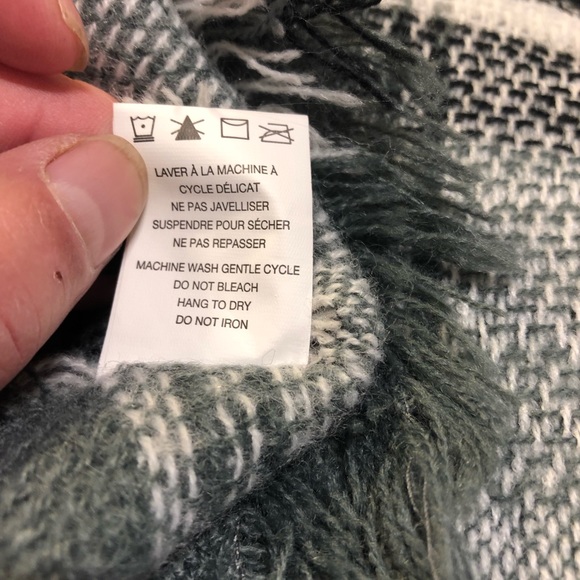 LAVER À LA MACHINE À
CYCLE DÉLICAT
NE PAS JAVELLISER
SUSPENDRE POUR SÉCHER
NE PAS REPASSER
MACHINE WASH GENTLE CYCLE
DO NOT BLEACH
HANG TO DRY
DO NOT IRON